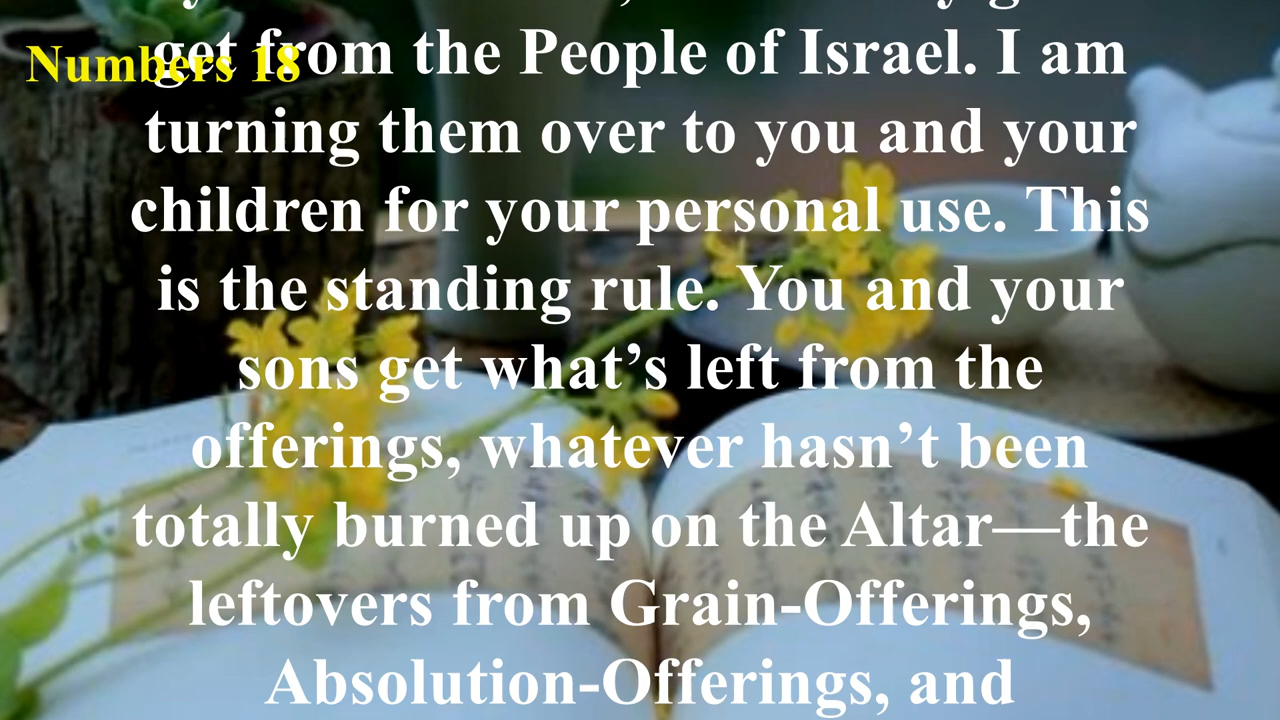 Numbers 18
get from the People of Israel. I am
turning them over to you and your
children for your personal use. This
is the standing rule. You and your
sons get what’s left from the
offerings, whatever hasn’t been
totally burned up on the Altar—the
leftovers from Grain-Offerings,
Absolution-Offerings, and